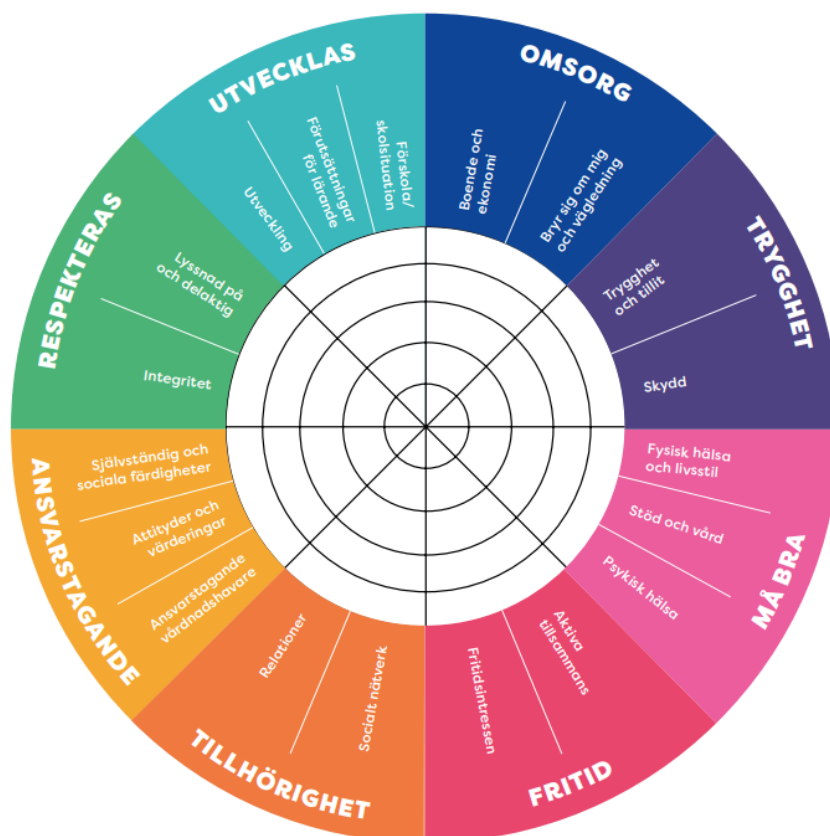 OMSORG
Boende och
ekonomi
Bryr sig om mig
och vägledning
TRYGGHET
Trygghet
och tillit
Skydd
MÅ BRA
Fysisk hälsa
och livsstil
Stöd och vård
Psykisk hälsa
FRITID
Aktiva
tillsammans
Fritidsintressen
TILLHÖRIGHET
Socialt nätverk
Relationer
ANSVARSTAGANDE
Ansvarstagande
vårdnadshavare
Attityder och
värderingar
Självständig och
sociala färdigheter
RESPEKTERAS
Integritet
Lyssnad på
och delaktig
UTVECKLAS
Utveckling
Förutsättningar
för lärande
Förskola/
skolsituation